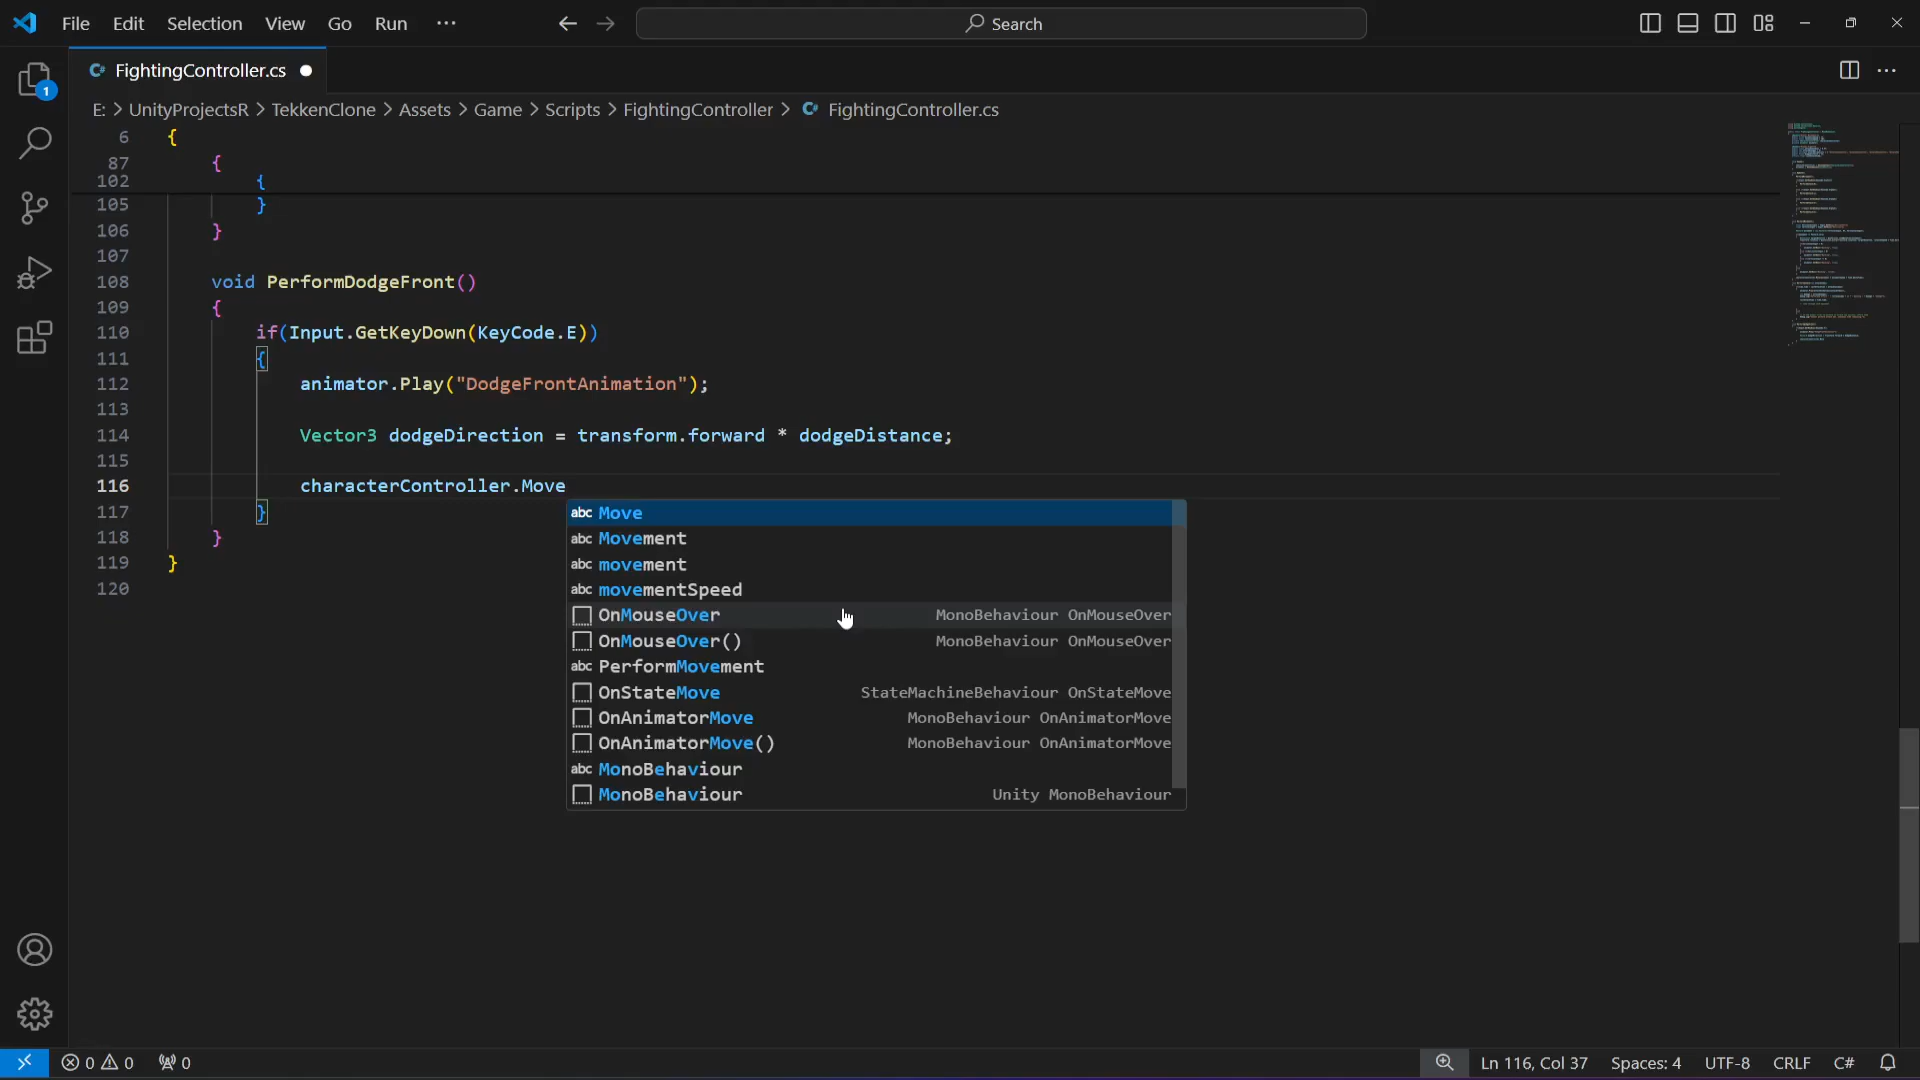 File Edit Selection View Go Run ··· Search
FightingController.cs
E: > UnityProjectsR > TekkenClone > Assets > Game > Scripts > FightingController > FightingController.cs
6 {
87 {
102 {
105 }
106 }
107
108 void PerformDodgeFront()
109 {
110 if(Input.GetKeyDown(KeyCode.E))
111 {
112 animator.Play("DodgeFrontAnimation");
113
114 Vector3 dodgeDirection = transform.forward * dodgeDistance;
115
116 characterController.Move
117 }
118 }
119 }
120
abc Move
abc Movement
abc movement
abc movementSpeed
OnMouseOver MonoBehaviour OnMouseOver
OnMouseOver() MonoBehaviour OnMouseOver
abc PerformMovement
OnStateMove StateMachineBehaviour OnStateMove
OnAnimatorMove MonoBehaviour OnAnimatorMove
OnAnimatorMove() MonoBehaviour OnAnimatorMove
abc MonoBehaviour
MonoBehaviour Unity MonoBehaviour
1
0 0 0 Ln 116, Col 37 Spaces: 4 UTF-8 CRLF C#